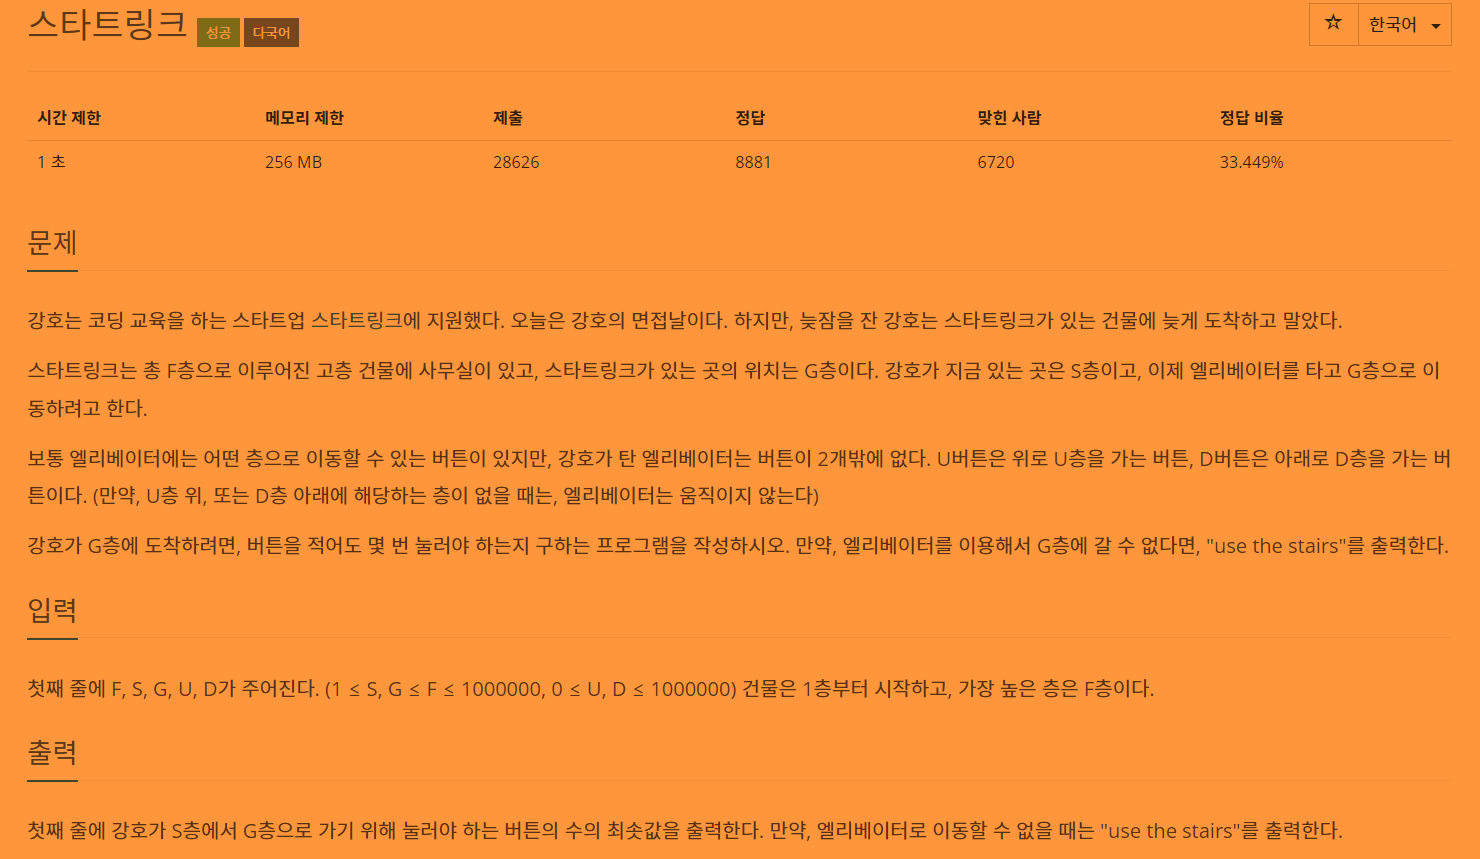 스타트링크 성공 다국어 ☆ 한국어
시간 제한 메모리 제한 제출 정답 맞힌 사람 정답 비율
1 초 256 MB 28626 8881 6720 33.449%
문제
강호는 코딩 교육을 하는 스타트업 스타트링크에 지원했다. 오늘은 강호의 면접날이다. 하지만, 늦잠을 잔 강호는 스타트링크가 있는 건물에 늦게 도착하고 말았다.
스타트링크는 총 F층으로 이루어진 고층 건물에 사무실이 있고, 스타트링크가 있는 곳의 위치는 G층이다. 강호가 지금 있는 곳은 S층이고, 이제 엘리베이터를 타고 G층으로 이
동하려고 한다.
보통 엘리베이터에는 어떤 층으로 이동할 수 있는 버튼이 있지만, 강호가 탄 엘리베이터는 버튼이 2개밖에 없다. U버튼은 위로 U층을 가는 버튼, D버튼은 아래로 D층을 가는 버
튼이다. (만약, U층 위, 또는 D층 아래에 해당하는 층이 없을 때는, 엘리베이터는 움직이지 않는다)
강호가 G층에 도착하려면, 버튼을 적어도 몇 번 눌러야 하는지 구하는 프로그램을 작성하시오. 만약, 엘리베이터를 이용해서 G층에 갈 수 없다면, "use the stairs"를 출력한다.
입력
첫째 줄에 F, S, G, U, D가 주어진다. (1 ≤ S, G ≤ F ≤ 1000000, 0 ≤ U, D ≤ 1000000) 건물은 1층부터 시작하고, 가장 높은 층은 F층이다.
출력
첫째 줄에 강호가 S층에서 G층으로 가기 위해 눌러야 하는 버튼의 수의 최솟값을 출력한다. 만약, 엘리베이터로 이동할 수 없을 때는 "use the stairs"를 출력한다.